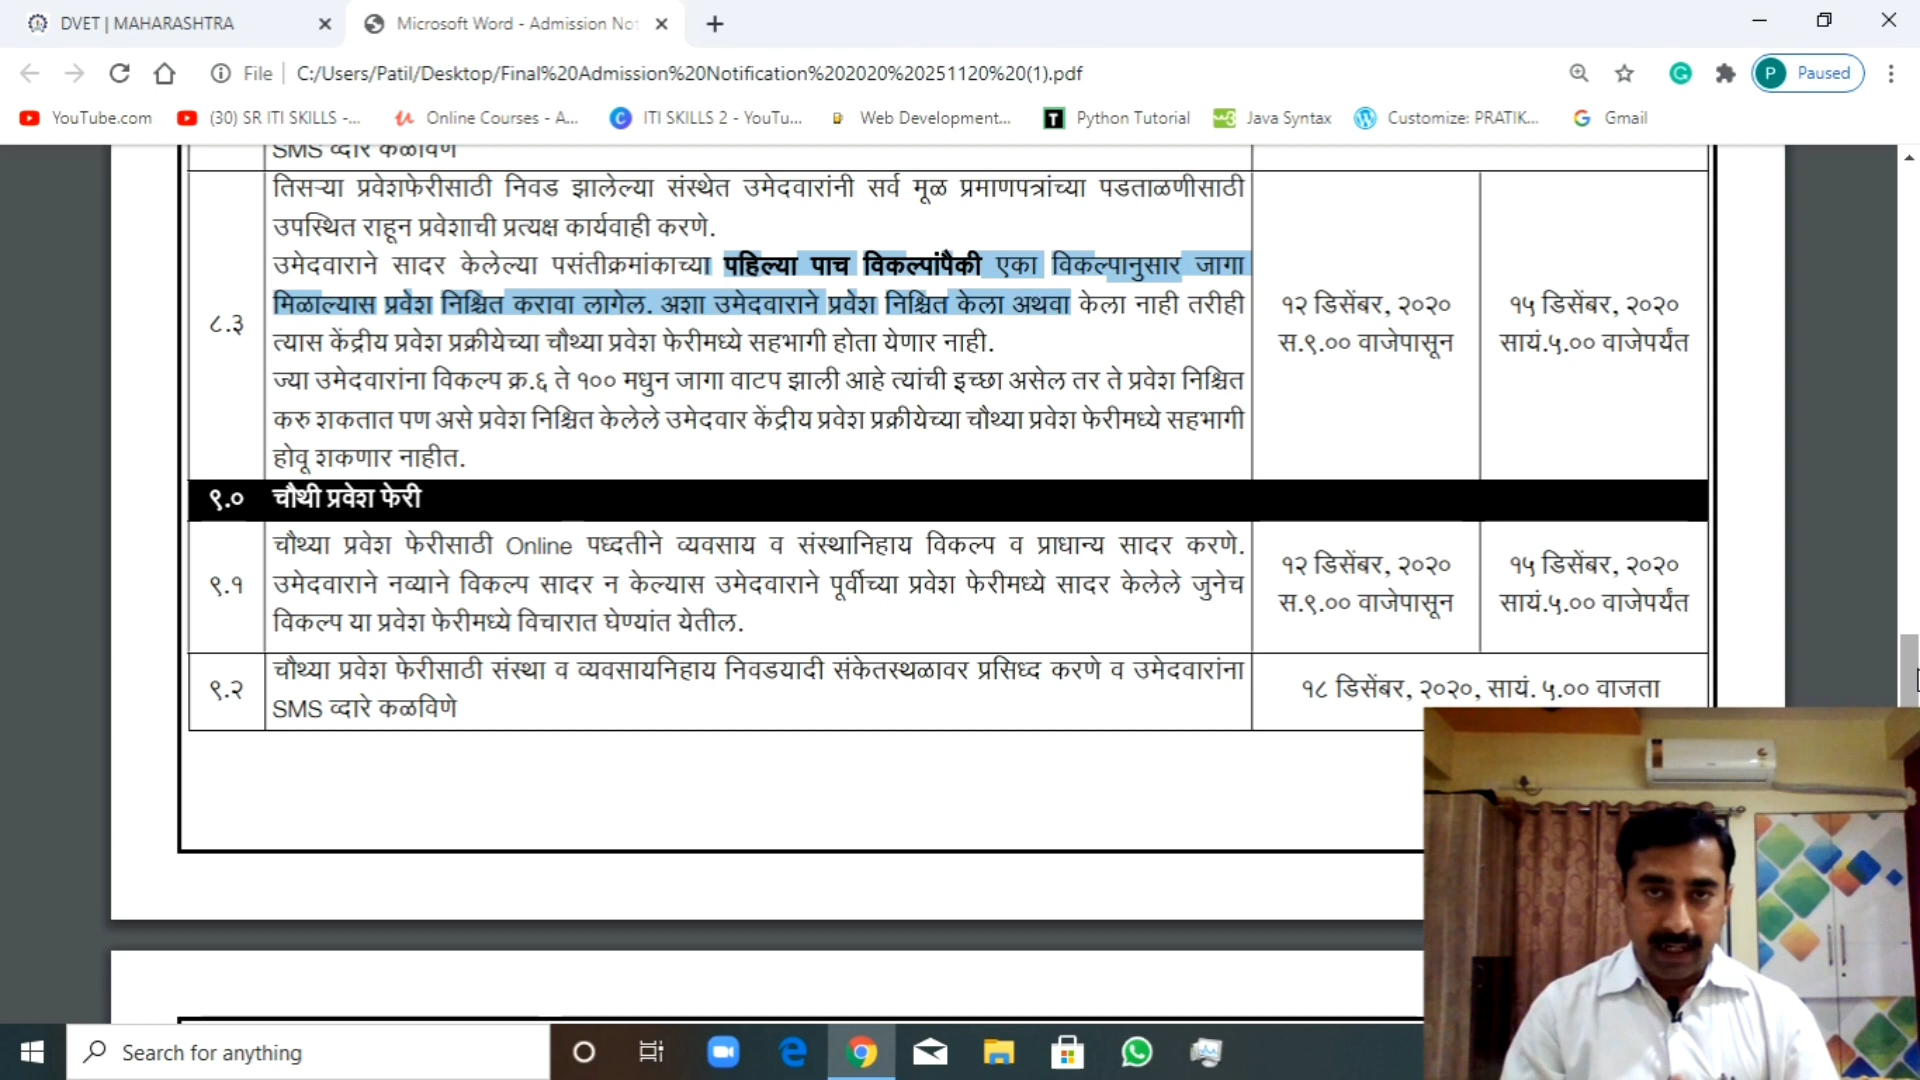 DVET | MAHARASHTRA
Microsoft Word - Admission Not
File
C:/Users/Patil/Desktop/Final%20Admission%20Notification%202020%20251120%20(1).pdf
P Paused
YouTube.com
(30) SR ITI SKILLS -...
Online Courses - A...
ITI SKILLS 2 - YouTu...
Web Development...
Python Tutorial
Java Syntax
Customize: PRATIK...
Gmail
SMS व्दारे कळविणे
८.३
तिसऱ्या प्रवेशफेरीसाठी निवड झालेल्या संस्थेत उमेदवारांनी सर्व मूळ प्रमाणपत्रांच्या पडताळणीसाठी
उपस्थित राहून प्रवेशाची प्रत्यक्ष कार्यवाही करणे.
उमेदवाराने सादर केलेल्या पसंतीक्रमांकाच्या पहिल्या पाच विकल्पांपैकी एका विकल्पानुसार जागा
मिळाल्यास प्रवेश निश्चित करावा लागेल. अशा उमेदवाराने प्रवेश निश्चित केला अथवा केला नाही तरीही
त्यास केंद्रीय प्रवेश प्रक्रीयेच्या चौथ्या प्रवेश फेरीमध्ये सहभागी होता येणार नाही.
ज्या उमेदवारांना विकल्प क्र.६ ते १०० मधुन जागा वाटप झाली आहे त्यांची इच्छा असेल तर ते प्रवेश निश्चित
करु शकतात पण असे प्रवेश निश्चित केलेले उमेदवार केंद्रीय प्रवेश प्रक्रीयेच्या चौथ्या प्रवेश फेरीमध्ये सहभागी
होवू शकणार नाहीत.
१२ डिसेंबर, २०२०
स.९.०० वाजेपासून
१५ डिसेंबर, २०२०
सायं.५.०० वाजेपर्यंत
९.० चौथी प्रवेश फेरी
९.१
चौथ्या प्रवेश फेरीसाठी Online पध्दतीने व्यवसाय व संस्थानिहाय विकल्प व प्राधान्य सादर करणे.
उमेदवाराने नव्याने विकल्प सादर न केल्यास उमेदवाराने पूर्वीच्या प्रवेश फेरीमध्ये सादर केलेले जुनेच
विकल्प या प्रवेश फेरीमध्ये विचारात घेण्यांत येतील.
१२ डिसेंबर, २०२०
स.९.०० वाजेपासून
१५ डिसेंबर, २०२०
सायं.५.०० वाजेपर्यंत
९.२
चौथ्या प्रवेश फेरीसाठी संस्था व व्यवसायनिहाय निवडयादी संकेतस्थळावर प्रसिध्द करणे व उमेदवारांना
SMS व्दारे कळविणे
१८ डिसेंबर, २०२०, सायं. ५.०० वाजता
Search for anything